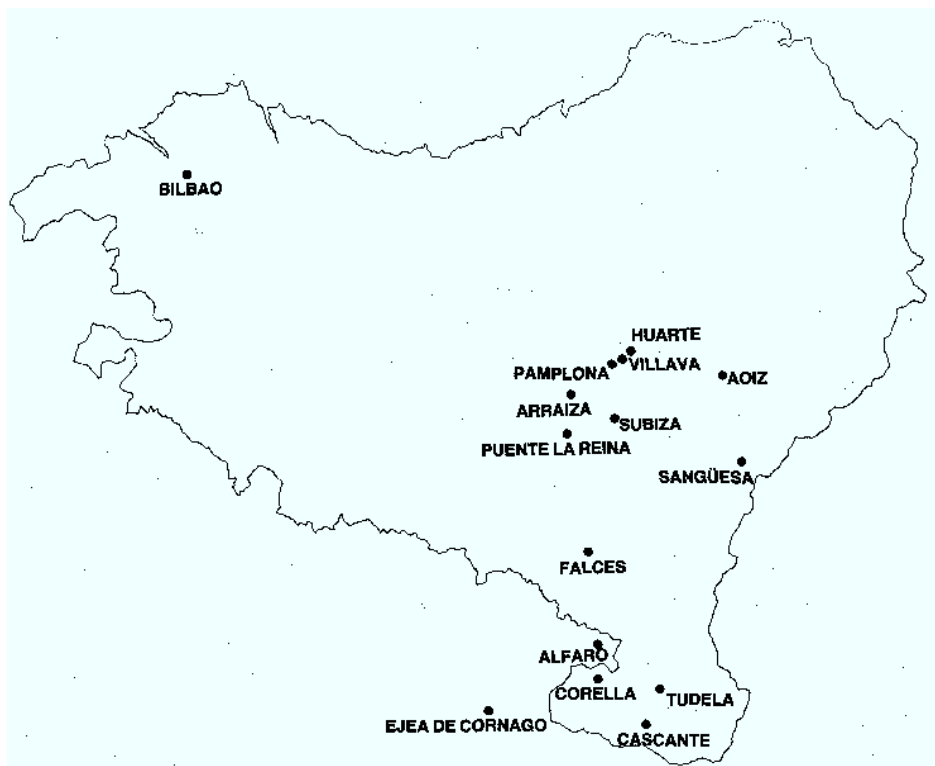 BILBAO
HUARTE
VILLAVA
PAMPLONA
AOIZ
ARRAIZA
SUBIZA
PUENTE LA REINA
SANGÜESA
FALCES
ALFARO
CORELLA
TUDELA
EJEA DE CORNAGO
CASCANTE